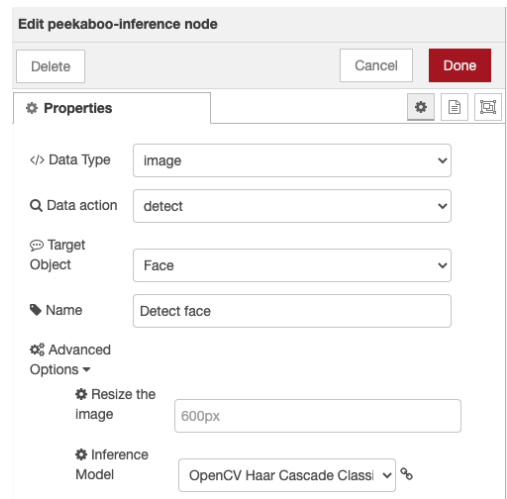 Edit peekaboo-inference node
Delete Cancel Done
Properties
</> Data Type image
Data action detect
Target
Object Face
Name Detect face
Advanced
Options
Resize the
image 600px
Inference
Model OpenCV Haar Cascade Classi